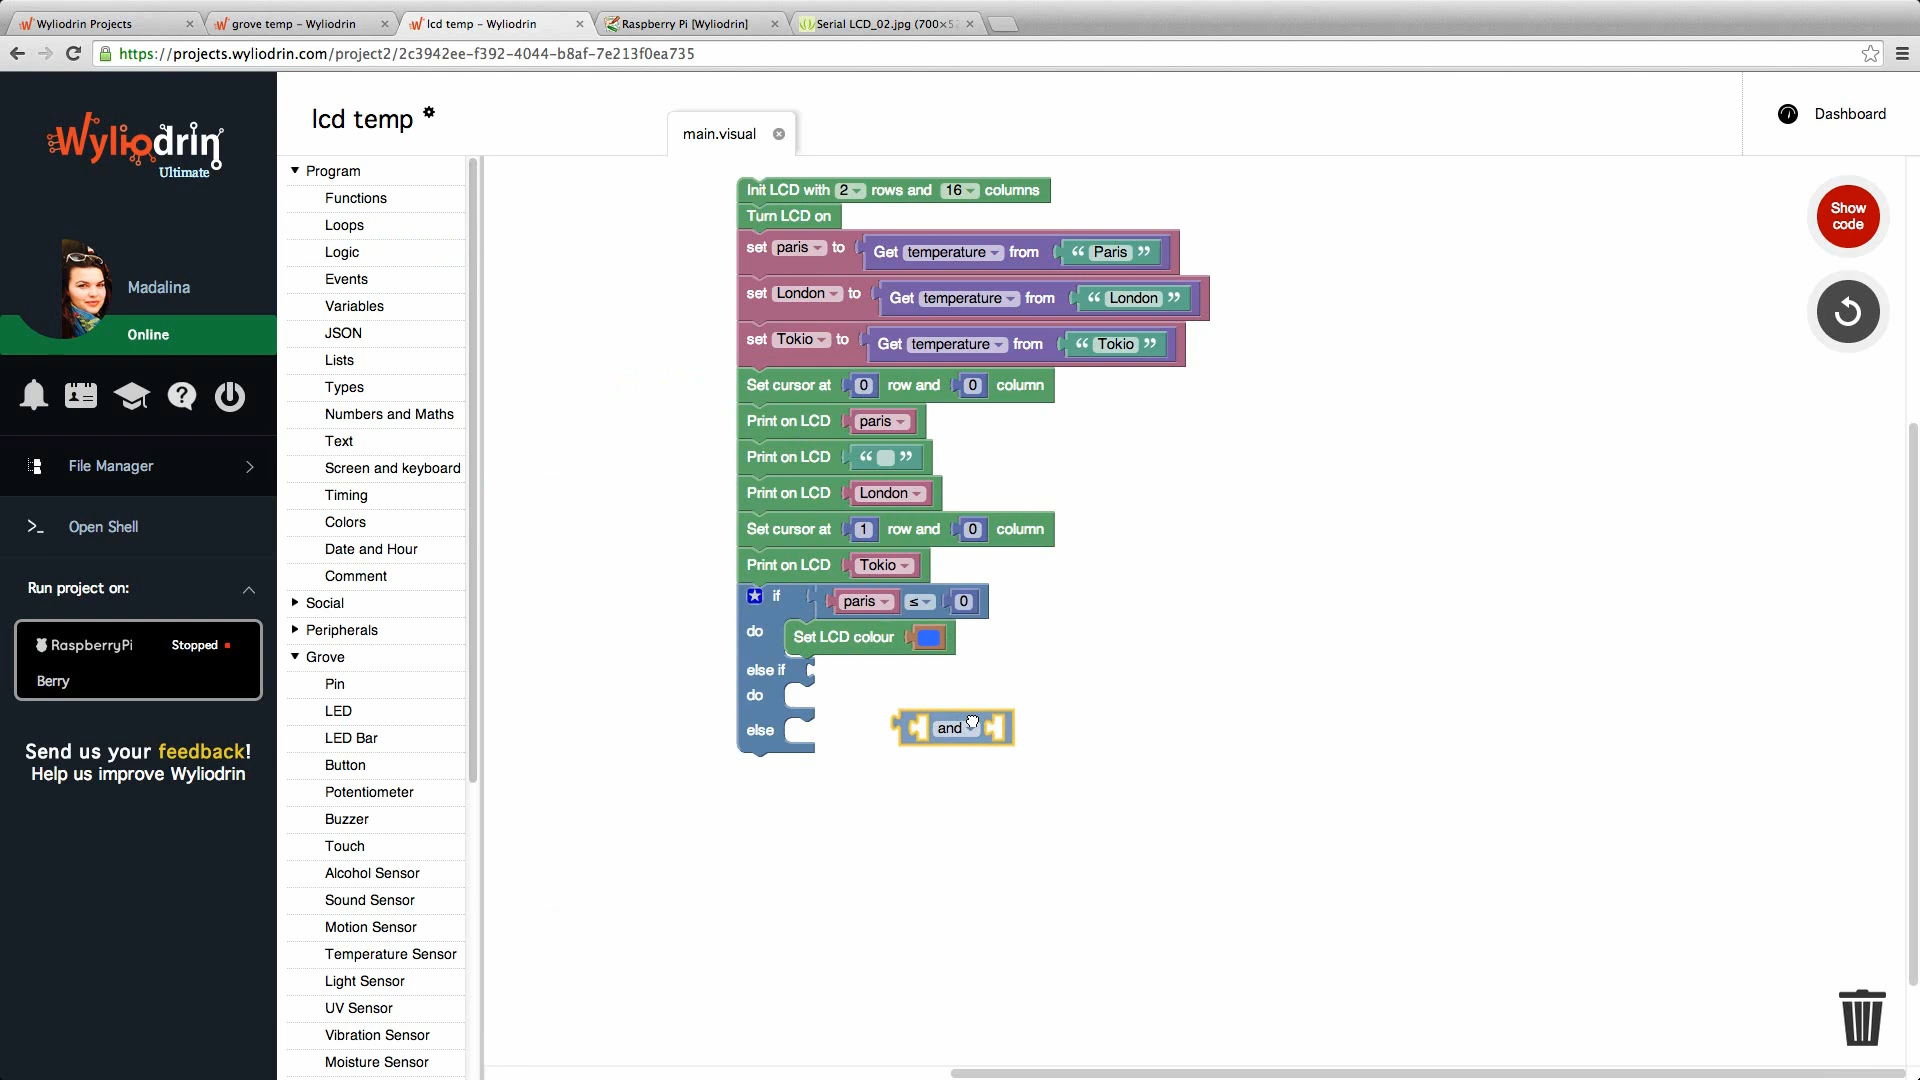 Wyliodrin Projects
grove temp – Wyliodrin
lcd temp – Wyliodrin
Raspberry Pi [Wyliodrin]
Serial LCD_02.jpg (700×5
https://projects.wyliodrin.com/project2/2c3942ee-f392-4044-b8af-7e213f0ea735
Wyliodrin
Ultimate
Madalina
Online
File Manager
>_ Open Shell
Run project on:
RaspberryPi Stopped
Berry
Send us your feedback!
Help us improve Wyliodrin
lcd temp
main.visual
Dashboard
Program
Functions
Loops
Logic
Events
Variables
JSON
Lists
Types
Numbers and Maths
Text
Screen and keyboard
Timing
Colors
Date and Hour
Comment
Social
Peripherals
Grove
Pin
LED
LED Bar
Button
Potentiometer
Buzzer
Touch
Alcohol Sensor
Sound Sensor
Motion Sensor
Temperature Sensor
Light Sensor
UV Sensor
Vibration Sensor
Moisture Sensor
Init LCD with 2 rows and 16 columns
Turn LCD on
set paris to Get temperature from “ Paris ”
set London to Get temperature from “ London ”
set Tokio to Get temperature from “ Tokio ”
Set cursor at 0 row and 0 column
Print on LCD paris
Print on LCD “ ”
Print on LCD London
Set cursor at 1 row and 0 column
Print on LCD Tokio
if paris ≤ 0
do Set LCD colour
else if
do
else
and
Show
code